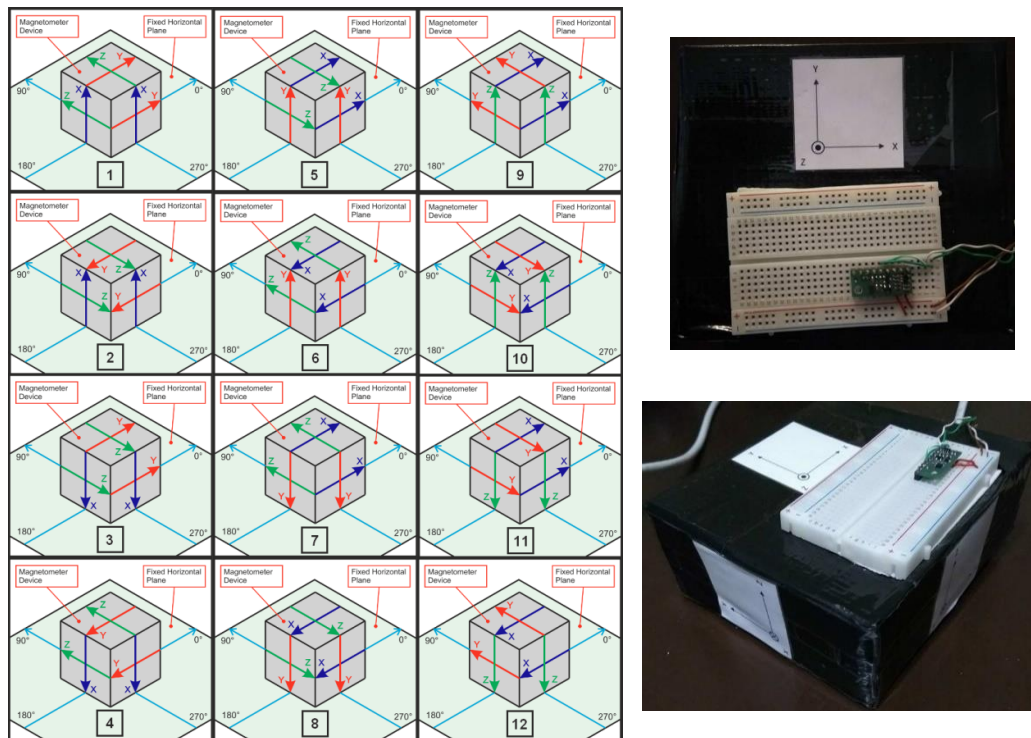 Magnetometer
Device
Fixed Horizontal
Plane
Z Y
90° Z X X Y 0°
180° 270°
1
Magnetometer
Device
Fixed Horizontal
Plane
X
Z
90° Y Y X 0°
Z
180° 270°
5
Magnetometer
Device
Fixed Horizontal
Plane
Y X
90° Y Z Z X 0°
180° 270°
9
Magnetometer
Device
Fixed Horizontal
Plane
90° X Y Z X 0°
Z Y
180° 270°
2
Magnetometer
Device
Fixed Horizontal
Plane
Z
X
90° Z Y Y 0°
X
180° 270°
6
Magnetometer
Device
Fixed Horizontal
Plane
90° Z X Y Z 0°
Y X
180° 270°
10
Magnetometer
Device
Fixed Horizontal
Plane
Y
Z
90° Y 0°
Z
X X
180° 270°
3
Magnetometer
Device
Fixed Horizontal
Plane
Z X
90° Z X 0°
Y Y
180° 270°
7
Magnetometer
Device
Fixed Horizontal
Plane
X
Y
90° X 0°
Y
Z Z
180° 270°
11
Magnetometer
Device
Fixed Horizontal
Plane
Z
Y
90° Z 0°
Y
X X
180° 270°
4
Magnetometer
Device
Fixed Horizontal
Plane
X Z
90° 0°
Z X
Y Y
180° 270°
8
Magnetometer
Device
Fixed Horizontal
Plane
Y
X
90° Y 0°
X
Z Z
180° 270°
12
Y
X
Z